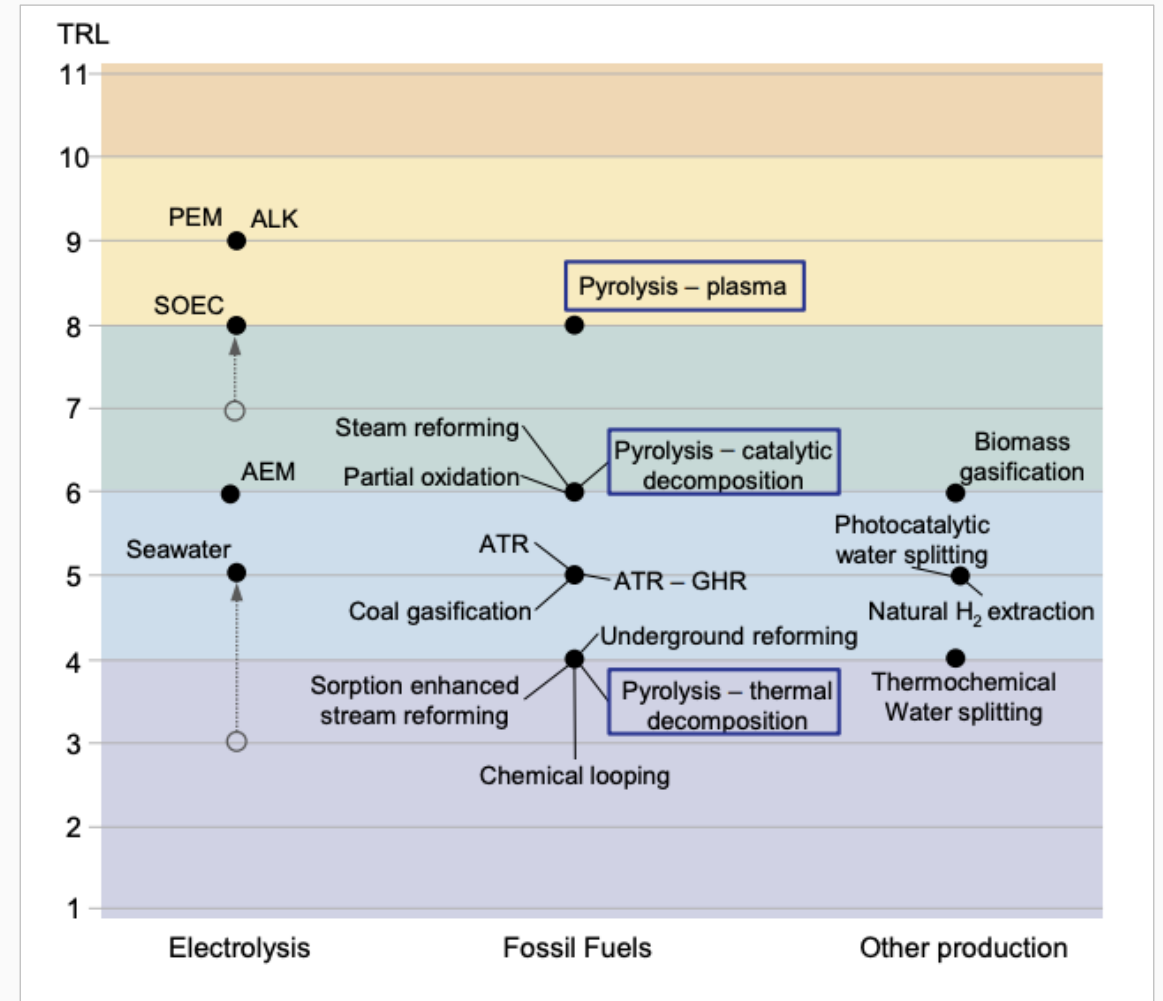 TRL
11
10
PEM ALK
9
Pyrolysis – plasma
SOEC
8
7
Steam reforming
Pyrolysis – catalytic
decomposition
Partial oxidation
Biomass
gasification
AEM
6
Photocatalytic
water splitting
Seawater
ATR
5
ATR – GHR
Coal gasification
Natural H₂ extraction
Underground reforming
4
Sorption enhanced
stream reforming
Pyrolysis – thermal
decomposition
Thermochemical
Water splitting
3
Chemical looping
2
1
Electrolysis
Fossil Fuels
Other production